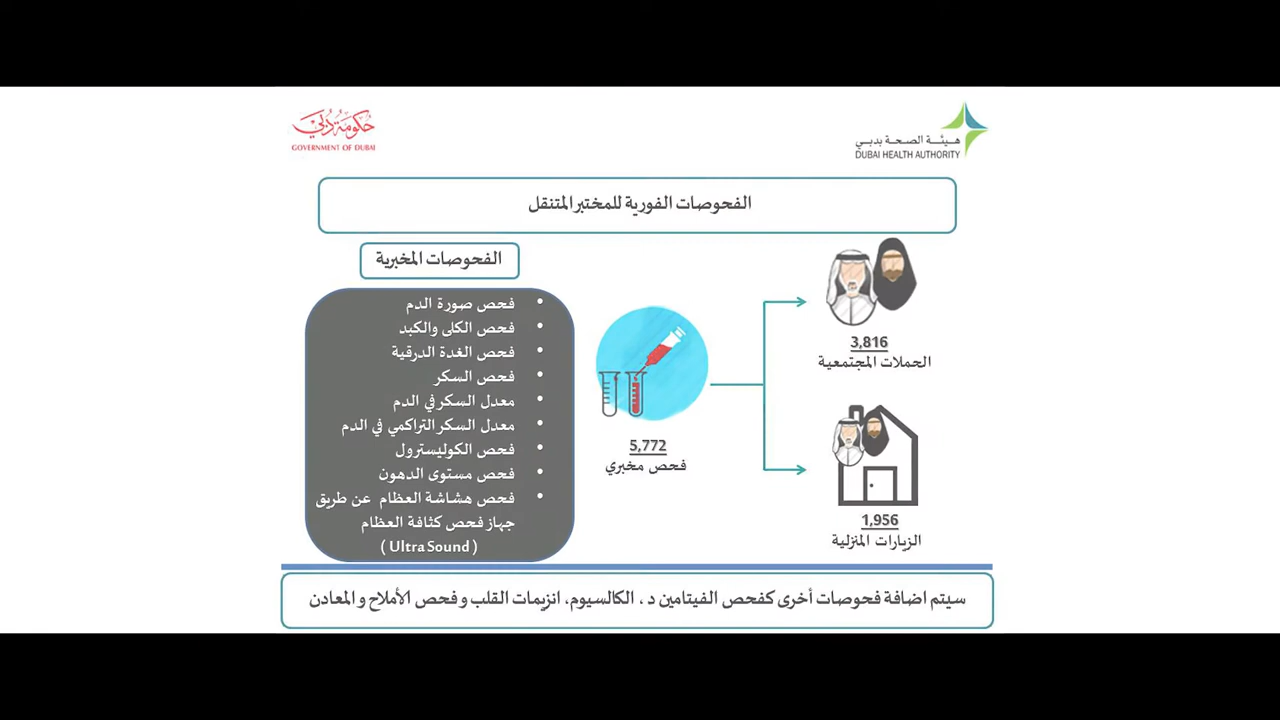 حكومة دبي
GOVERNMENT OF DUBAI
هيئة الصحة بدبي
DUBAI HEALTH AUTHORITY
الفحوصات الفورية للمختبر المتنقل
الفحوصات المخبرية
• فحص صورة الدم
• فحص الكلى والكبد
• فحص الغدة الدرقية
• فحص السكر
• معدل السكر في الدم
• معدل السكر التراكمي في الدم
• فحص الكوليسترول
• فحص مستوى الدهون
• فحص هشاشة العظام عن طريق
جهاز فحص كثافة العظام
( Ultra Sound )
5,772
فحص مخبري
3,816
الحملات المجتمعية
1,956
الزيارات المنزلية
سيتم اضافة فحوصات أخرى كفحص الفيتامين د ، الكالسيوم، انزيمات القلب و فحص الأملاح و المعادن